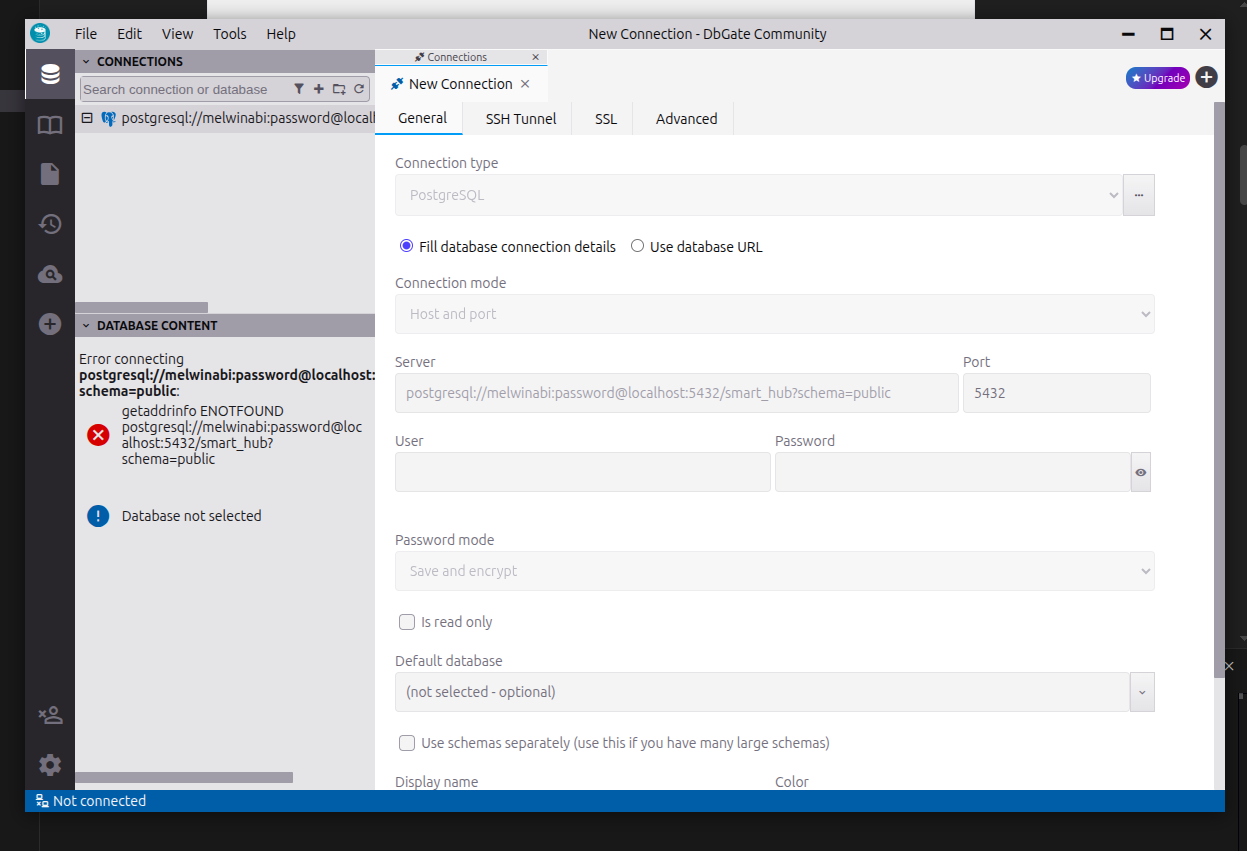 File Edit View Tools Help
New Connection - DbGate Community
CONNECTIONS
Search connection or database
postgresql://melwinabi:password@locall
DATABASE CONTENT
Error connecting
postgresql://melwinabi:password@localhost:
schema=public:
getaddrinfo ENOTFOUND
postgresql://melwinabi:password@loc
alhost:5432/smart_hub?
schema=public
Database not selected
Connections
New Connection
Upgrade
General SSH Tunnel SSL Advanced
Connection type
PostgreSQL
Fill database connection details Use database URL
Connection mode
Host and port
Server Port
postgresql://melwinabi:password@localhost:5432/smart_hub?schema=public 5432
User Password
Password mode
Save and encrypt
Is read only
Default database
(not selected - optional)
Use schemas separately (use this if you have many large schemas)
Display name Color
Not connected